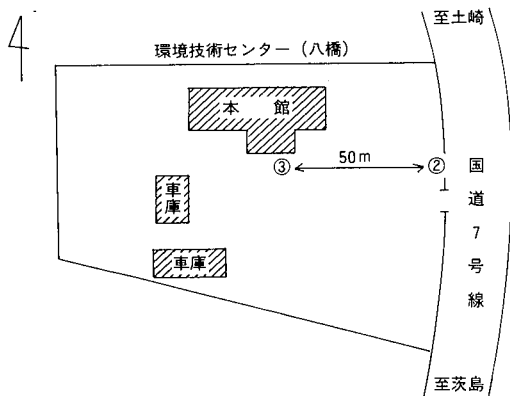 至土崎
環境技術センター（八橋）
本館
③
50m
②
国道7号線
車庫
車庫
至茨島